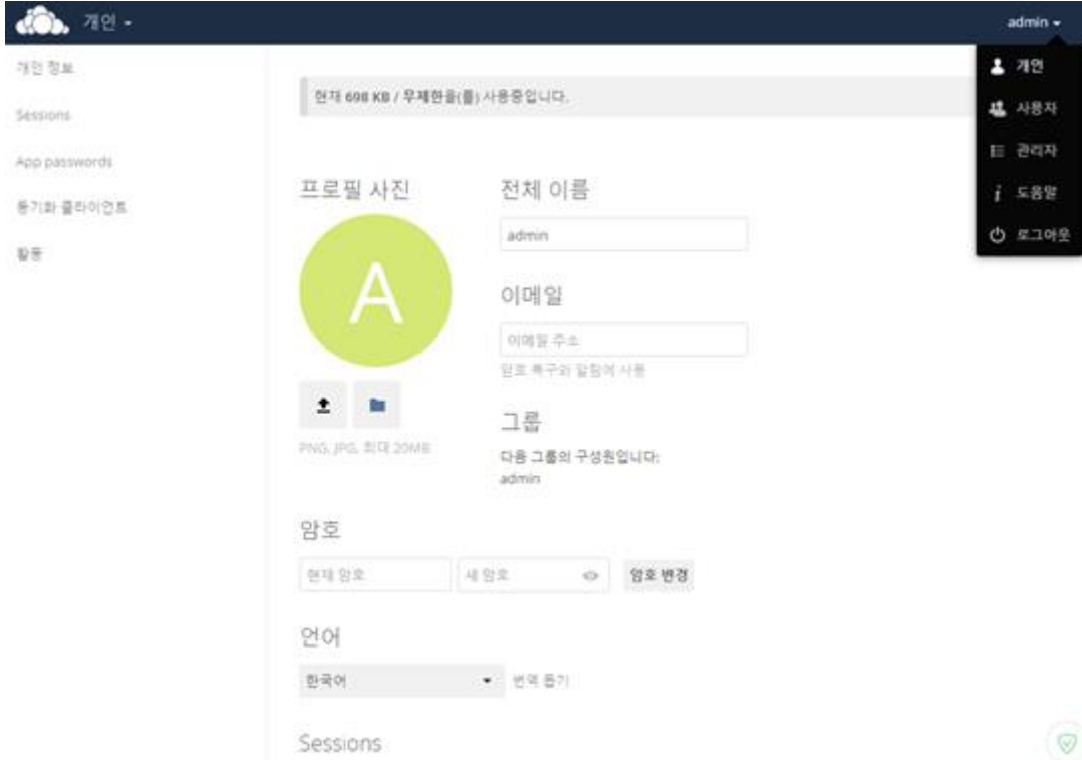 개인
admin
개인 정보
Sessions
App passwords
동기화 클라이언트
활동
개인
사용자
관리자
도움말
로그아웃
현재 698 KB / 무제한을(를) 사용중입니다.
프로필 사진
A
PNG, JPG, 최대 20MB
전체 이름
admin
이메일
이메일 주소
암호 복구와 알림에 사용
그룹
다음 그룹의 구성원입니다:
admin
암호
현재 암호
새 암호
암호 변경
언어
한국어
번역 돕기
Sessions